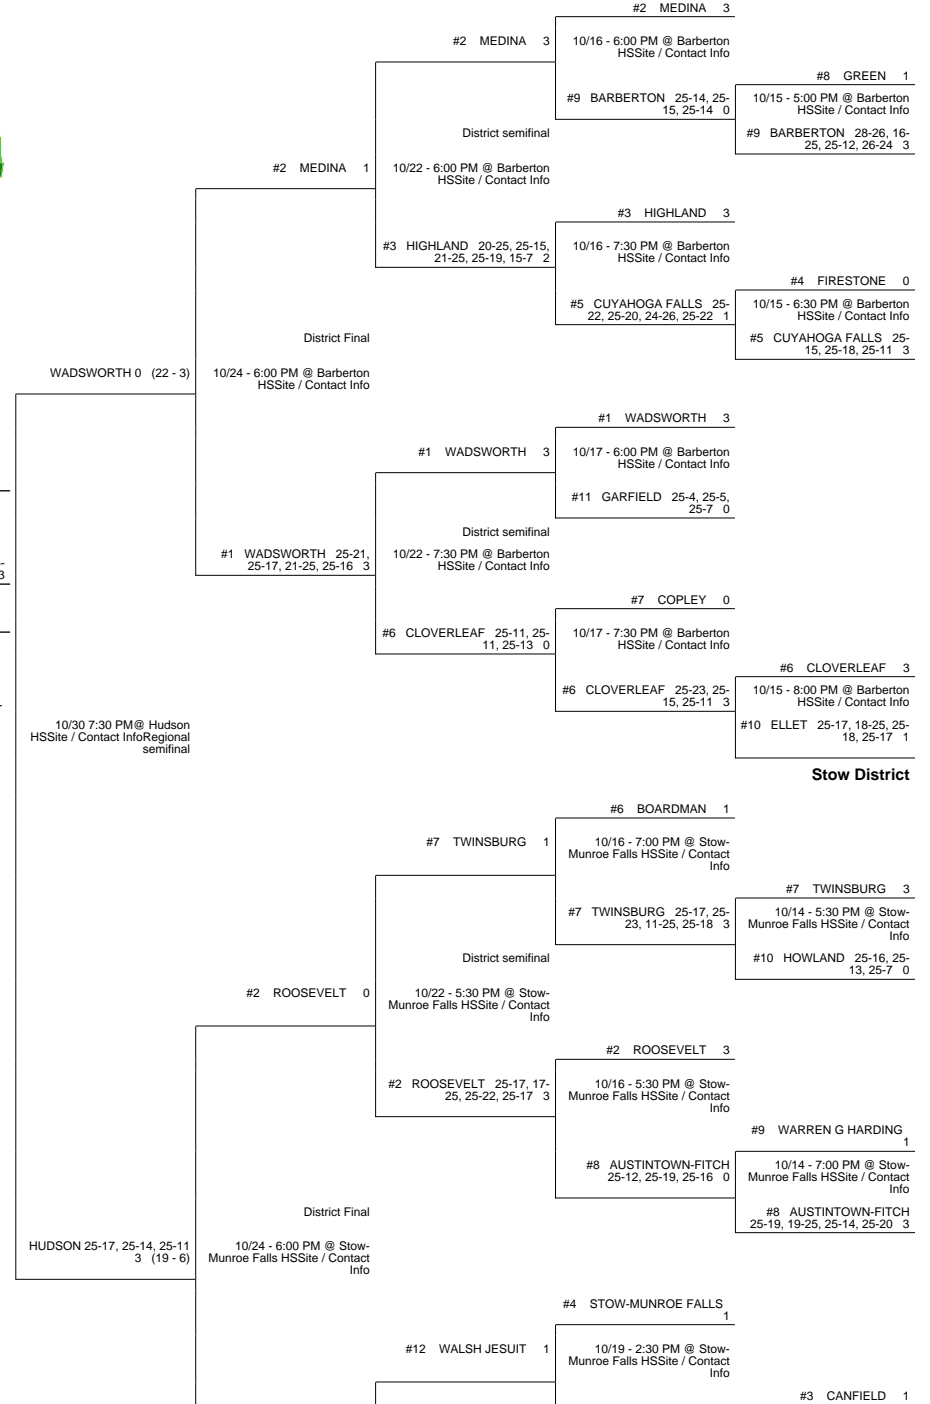 #2 MEDINA 3
#2 MEDINA 3
10/16 - 6:00 PM @ Barberton
HSSite / Contact Info
#8 GREEN 1
#9 BARBERTON 25-14, 25-
15, 25-14 0
10/15 - 5:00 PM @ Barberton
HSSite / Contact Info
District semifinal
#9 BARBERTON 28-26, 16-
25, 25-12, 26-24 3
#2 MEDINA 1
10/22 - 6:00 PM @ Barberton
HSSite / Contact Info
#3 HIGHLAND 3
#3 HIGHLAND 20-25, 25-15,
21-25, 25-19, 15-7 2
10/16 - 7:30 PM @ Barberton
HSSite / Contact Info
#4 FIRESTONE 0
#5 CUYAHOGA FALLS 25-
22, 25-20, 24-26, 25-22 1
10/15 - 6:30 PM @ Barberton
HSSite / Contact Info
District Final
#5 CUYAHOGA FALLS 25-
15, 25-18, 25-11 3
WADSWORTH 0 (22 - 3)
10/24 - 6:00 PM @ Barberton
HSSite / Contact Info
#1 WADSWORTH 3
#1 WADSWORTH 3
10/17 - 6:00 PM @ Barberton
HSSite / Contact Info
#11 GARFIELD 25-4, 25-5,
25-7 0
District semifinal
#1 WADSWORTH 25-21,
25-17, 21-25, 25-16 3
10/22 - 7:30 PM @ Barberton
HSSite / Contact Info
3
#7 COPLEY 0
#6 CLOVERLEAF 25-11, 25-
11, 25-13 0
10/17 - 7:30 PM @ Barberton
HSSite / Contact Info
#6 CLOVERLEAF 3
#6 CLOVERLEAF 25-23, 25-
15, 25-11 3
10/15 - 8:00 PM @ Barberton
HSSite / Contact Info
10/30 7:30 PM@ Hudson
HSSite / Contact InfoRegional
semifinal
#10 ELLET 25-17, 18-25, 25-
18, 25-17 1
Stow District
#6 BOARDMAN 1
#7 TWINSBURG 1
10/16 - 7:00 PM @ Stow-
Munroe Falls HSSite / Contact
Info
#7 TWINSBURG 3
#7 TWINSBURG 25-17, 25-
23, 11-25, 25-18 3
10/14 - 5:30 PM @ Stow-
Munroe Falls HSSite / Contact
Info
District semifinal
#10 HOWLAND 25-16, 25-
13, 25-7 0
#2 ROOSEVELT 0
10/22 - 5:30 PM @ Stow-
Munroe Falls HSSite / Contact
Info
#2 ROOSEVELT 3
#2 ROOSEVELT 25-17, 17-
25, 25-22, 25-17 3
10/16 - 5:30 PM @ Stow-
Munroe Falls HSSite / Contact
Info
#9 WARREN G HARDING
1
#8 AUSTINTOWN-FITCH
25-12, 25-19, 25-16 0
10/14 - 7:00 PM @ Stow-
Munroe Falls HSSite / Contact
Info
District Final
#8 AUSTINTOWN-FITCH
25-19, 19-25, 25-14, 25-20 3
HUDSON 25-17, 25-14, 25-11
3 (19 - 6)
10/24 - 6:00 PM @ Stow-
Munroe Falls HSSite / Contact
Info
#4 STOW-MUNROE FALLS
1
#12 WALSH JESUIT 1
10/19 - 2:30 PM @ Stow-
Munroe Falls HSSite / Contact
Info
#3 CANFIELD 1